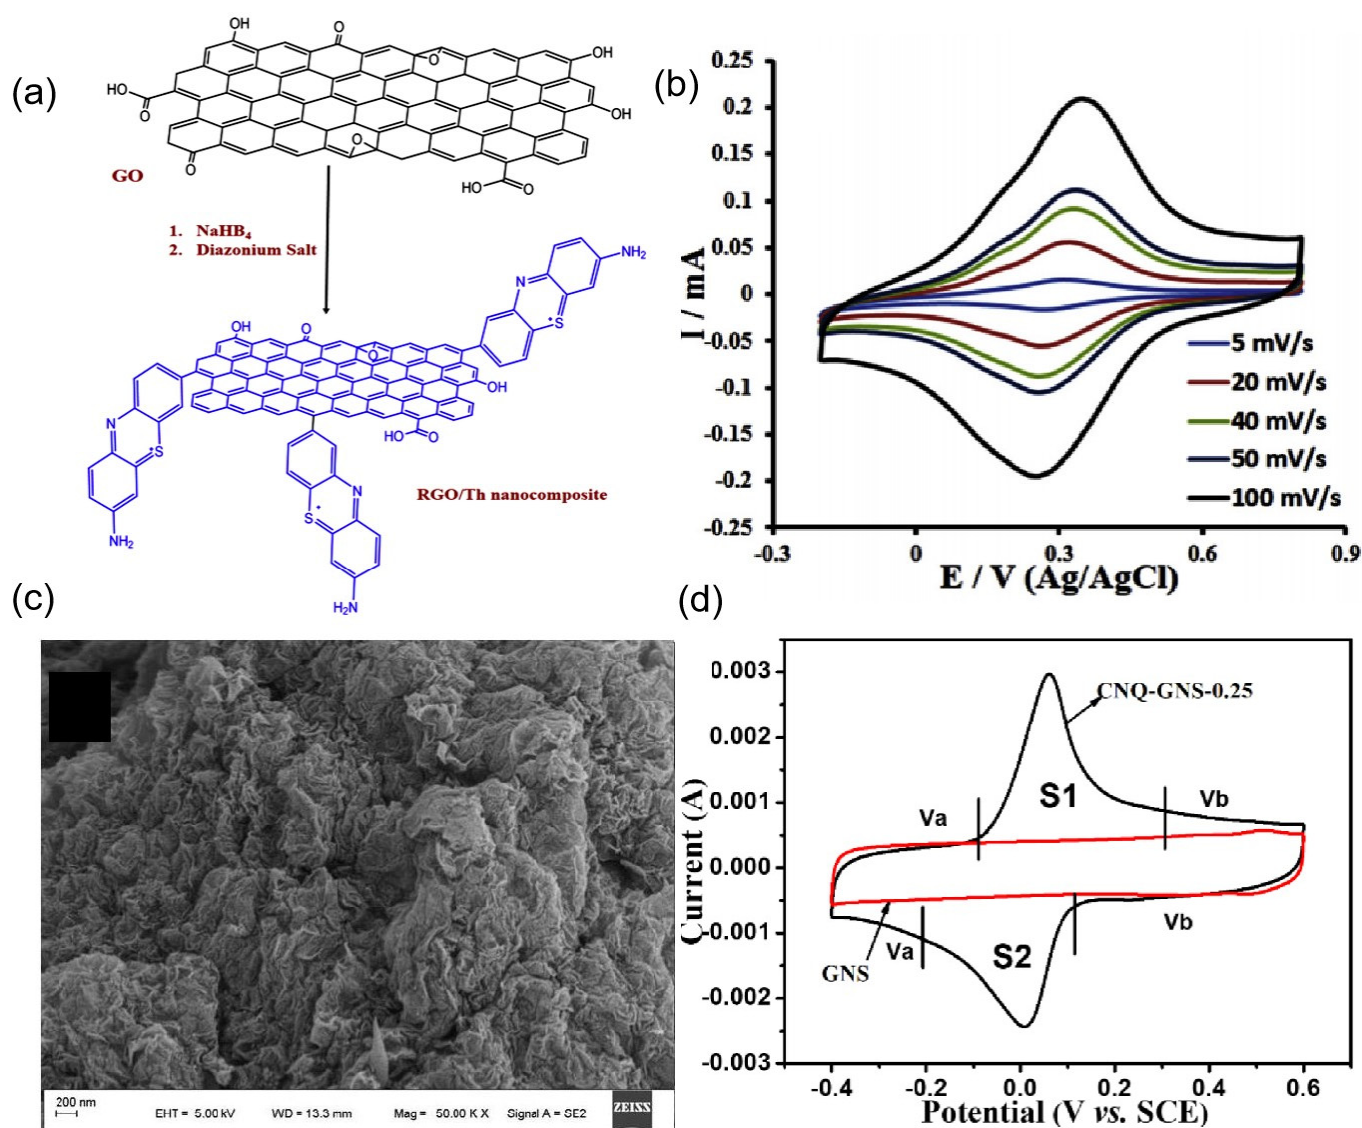 (a)
OH
O
O
OH
HO
O
OH
O
O
HO
O
GO
1. NaHB₄
2. Diazonium Salt
NH₂
N
S
OH
O
O
OH
N
S
HO
O
NH₂
N
S
H₂N
RGO/Th nanocomposite
(b)
0.25
0.2
0.15
0.1
0.05
0
-0.05
-0.1
-0.15
-0.2
-0.25
I / mA
5 mV/s
20 mV/s
40 mV/s
50 mV/s
100 mV/s
-0.3 0 0.3 0.6 0.9
E / V (Ag/AgCl)
(c)
200 nm EHT = 5.00 kV WD = 13.3 mm Mag = 50.00 K X Signal A = SE2 ZEISS
(d)
0.003
0.002
0.001
0.000
-0.001
-0.002
-0.003
Current (A)
CNQ-GNS-0.25
S1
Va
Vb
S2
Va
Vb
GNS
-0.4 -0.2 0.0 0.2 0.4 0.6
Potential (V vs. SCE)